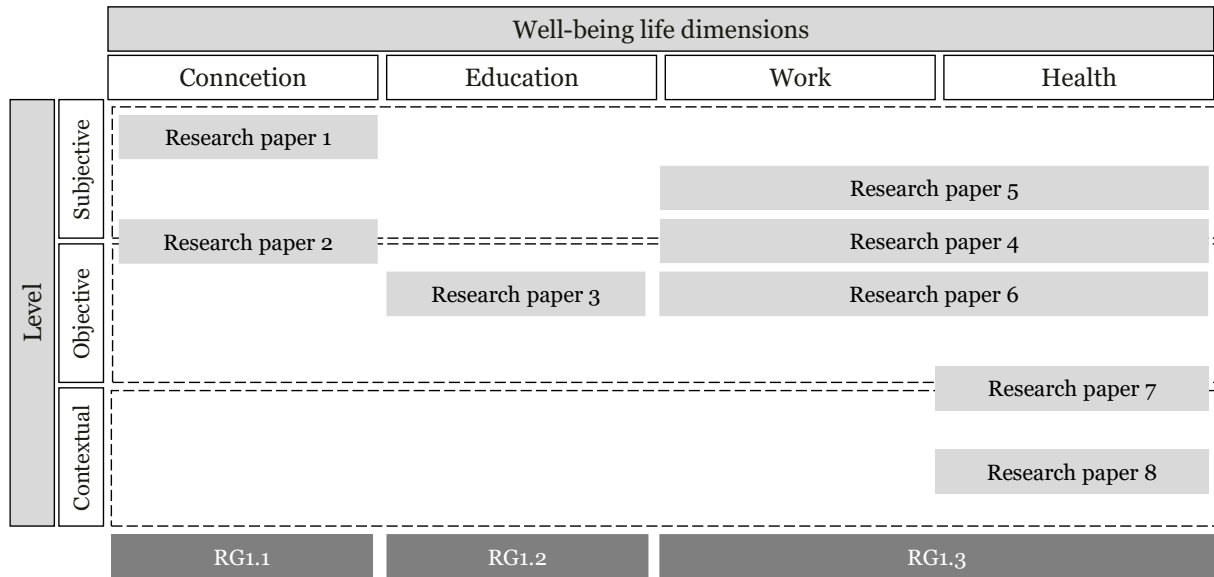 Well-being life dimensions
Conncetion
Education
Work
Health
Level
Subjective
Research paper 1
Research paper 5
Research paper 2
Research paper 4
Objective
Research paper 3
Research paper 6
Research paper 7
Contextual
Research paper 8
RG1.1
RG1.2
RG1.3